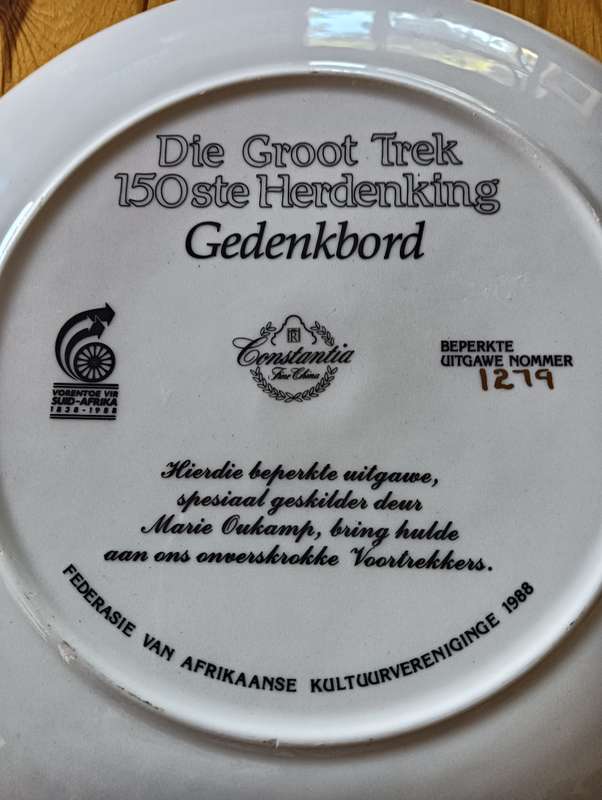 Die Groot Trek
150ste Herdenking
Gedenkbord
VORENTOE VIR
SUID-AFRIKA
1838-1988
R
Constantia
Fine China
BEPERKTE
UITGAWE NOMMER
1279
Hierdie beperkte uitgawe,
spesiaal geskilder deur
Marie Oukamp, bring hulde
aan ons onverskrokke Voortrekkers.
FEDERASIE VAN AFRIKAANSE KULTUURVERENIGINGE 1988